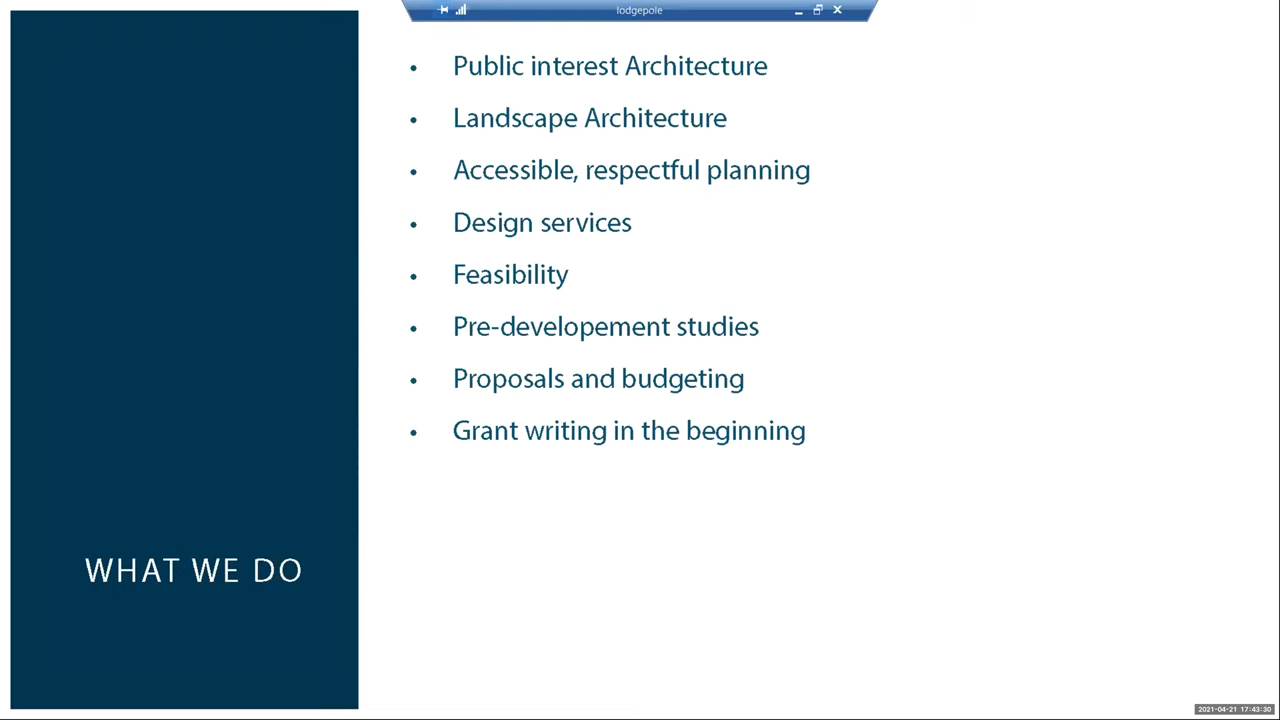 lodgepole
• Public interest Architecture
• Landscape Architecture
• Accessible, respectful planning
• Design services
• Feasibility
• Pre-developement studies
• Proposals and budgeting
• Grant writing in the beginning
WHAT WE DO
2021-04-21 17:43:30